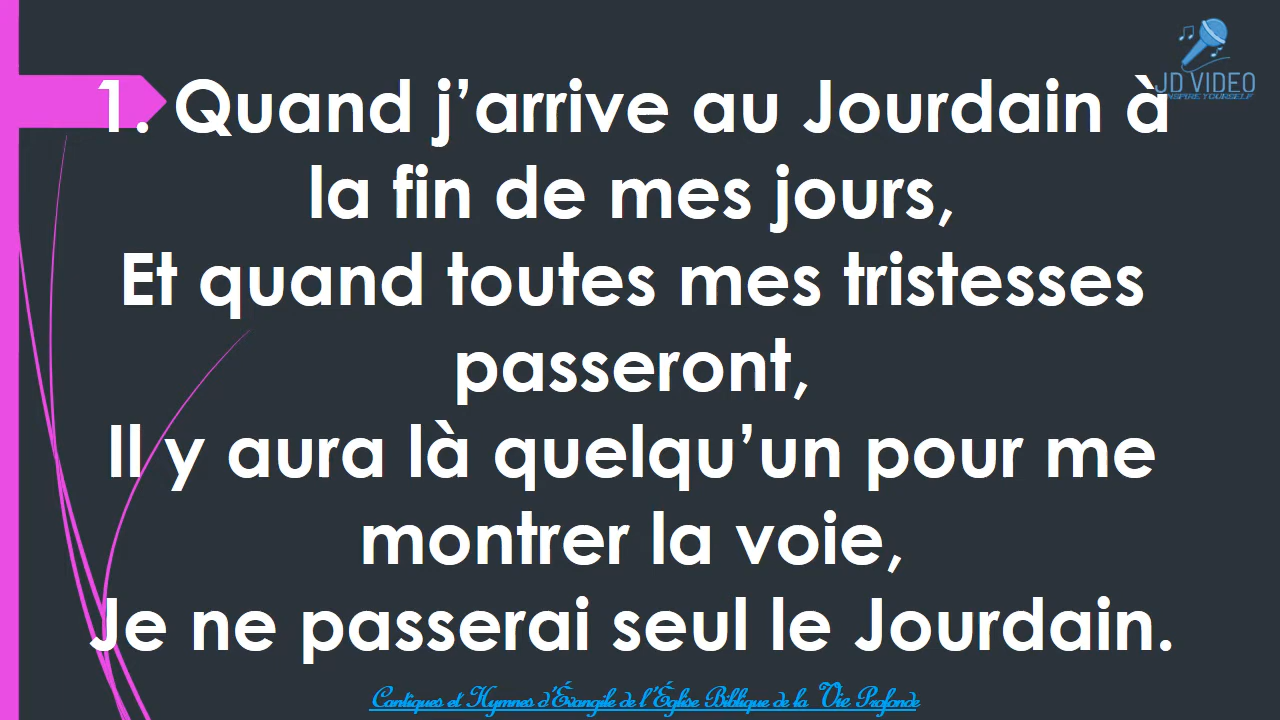 JD VIDEO
INSPIRE YOURSELF
1. Quand j’arrive au Jourdain à
la fin de mes jours,
Et quand toutes mes tristesses
passeront,
Il y aura là quelqu’un pour me
montrer la voie,
Je ne passerai seul le Jourdain.
Cantiques et Hymnes d’Évangile de l’Église Biblique de la Vie Profonde